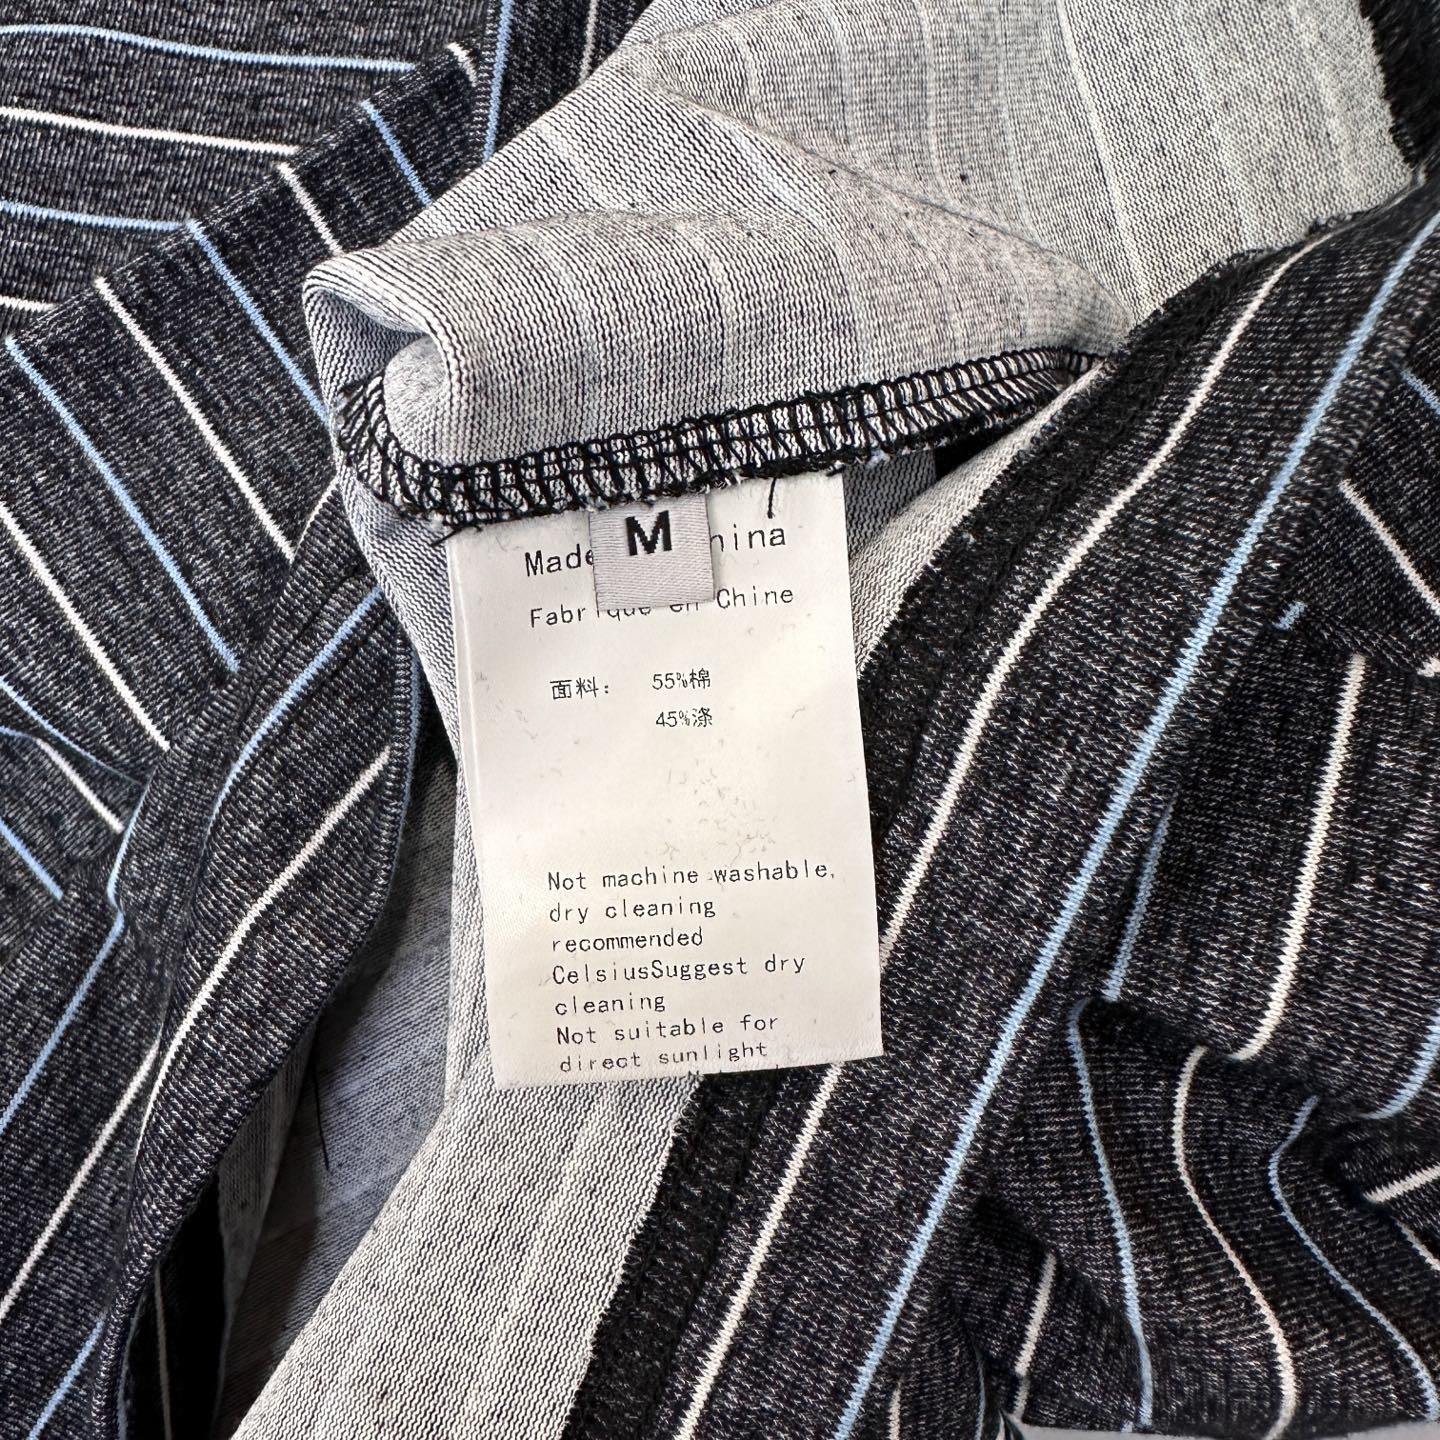 M
Made hina
Fabrique en Chine
面料： 55%棉
45%涤
Not machine washable,
dry cleaning
recommended
CelsiusSuggest dry
cleaning
Not suitable for
direct sunlight